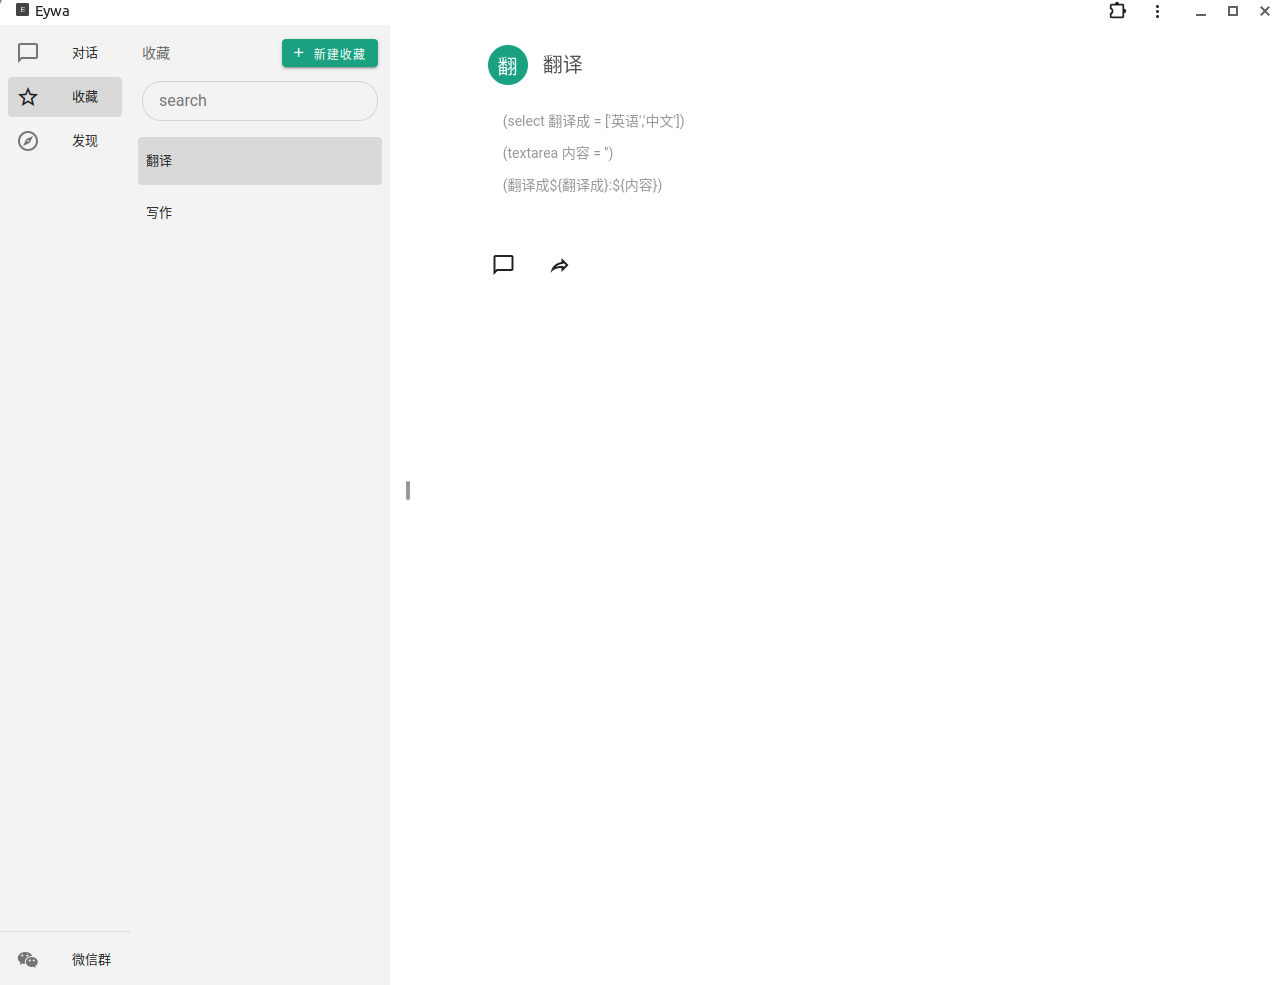 E Eywa
对话
收藏
发现
微信群
收藏
+ 新建收藏
search
翻译
写作
翻 翻译
(select 翻译成 = ['英语','中文'])
(textarea 内容 = '')
(翻译成${翻译成}:${内容})